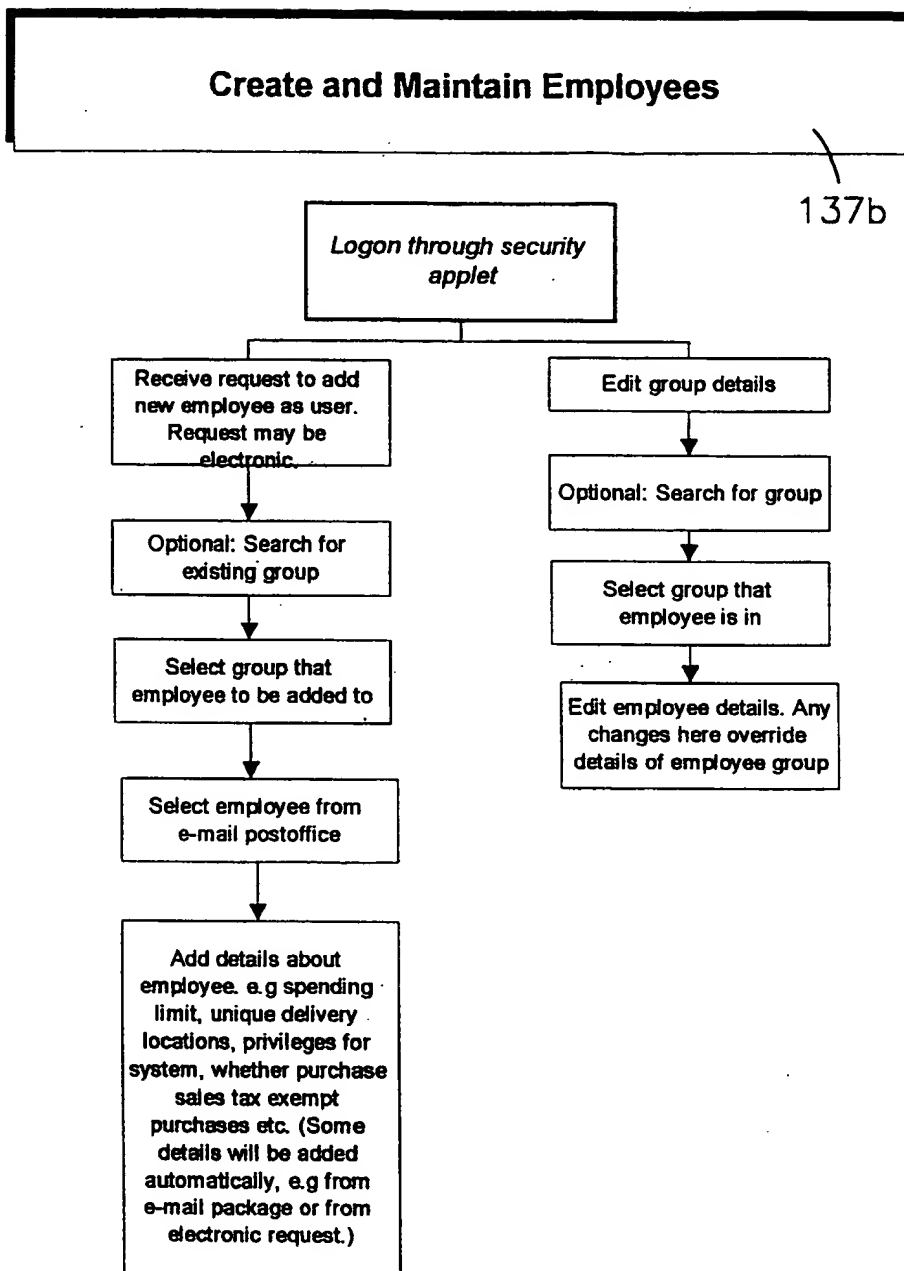 Create and Maintain Employees
137b
Logon through security
applet
Receive request to add
new employee as user.
Request may be
electronic.
Optional: Search for
existing group
Select group that
employee to be added to
Select employee from
e-mail postoffice
Add details about
employee. e.g spending
limit, unique delivery
locations, privileges for
system, whether purchase
sales tax exempt
purchases etc. (Some
details will be added
automatically, e.g from
e-mail package or from
electronic request.)
Edit group details
Optional: Search for group
Select group that
employee is in
Edit employee details. Any
changes here override
details of employee group